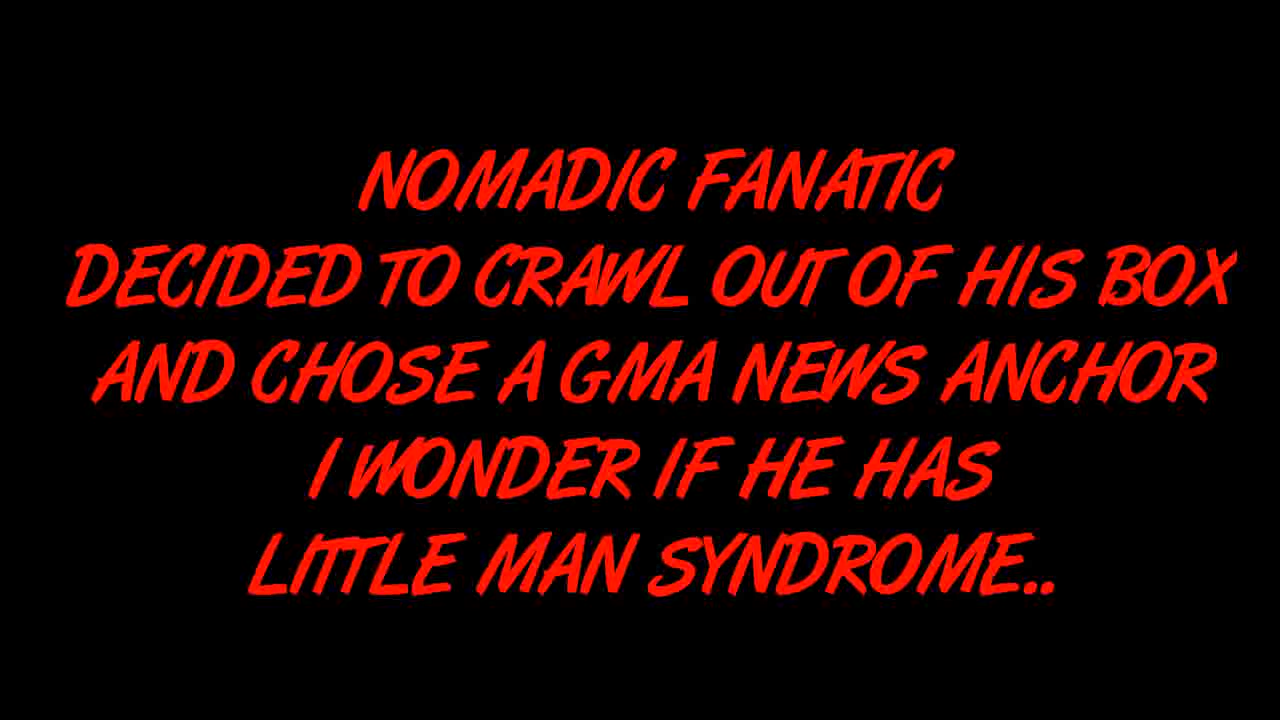 NOMADIC FANATIC
DECIDED TO CRAWL OUT OF HIS BOX
AND CHOSE A GMA NEWS ANCHOR
I WONDER IF HE HAS
LITTLE MAN SYNDROME..